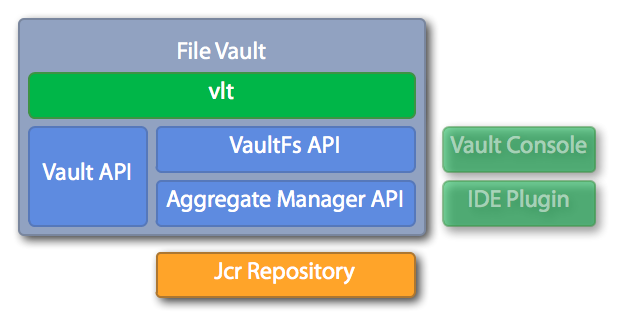 File Vault
vlt
Vault API
VaultFs API
Aggregate Manager API
Vault Console
IDE Plugin
Jcr Repository